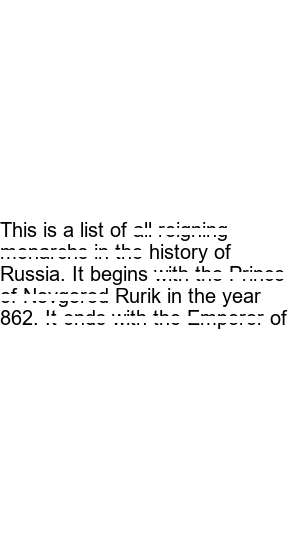 This is a list of all reigning
monarchs in the history of
Russia. It begins with the Prince
of Novgorod Rurik in the year
862. It ends with the Emperor of